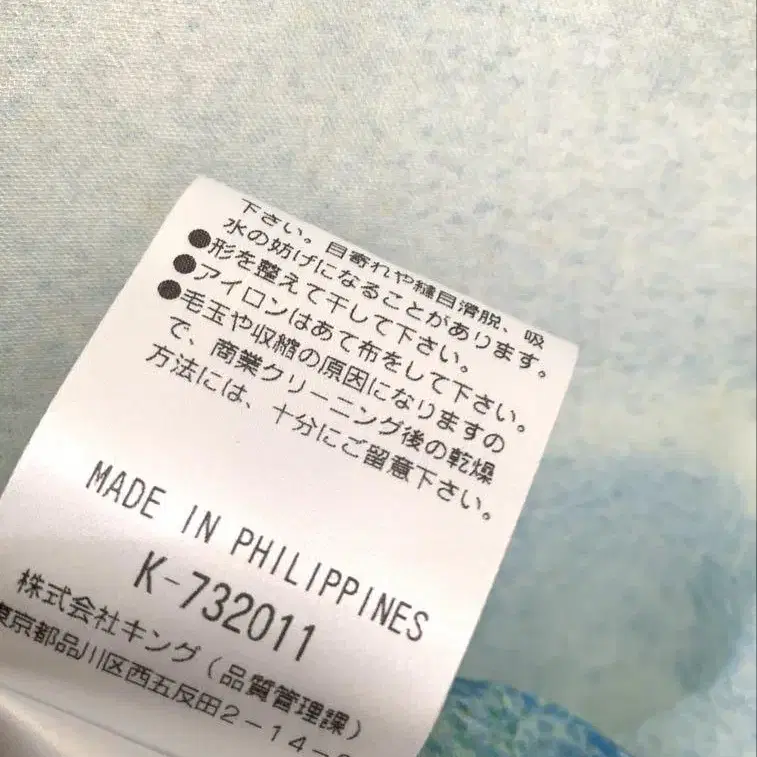 下さい。目寄れや縫目滑脱、吸
水の妨げになることがあります。
●形を整えて干して下さい。
●アイロンはあて布をして下さい。
●毛玉や収縮の原因になりますの
で、商業クリーニング後の乾燥
方法には、十分にご留意下さい。
MADE IN PHILIPPINES
K-732011
株式会社キング(品質管理課)
東京都品川区西五反田2-14-